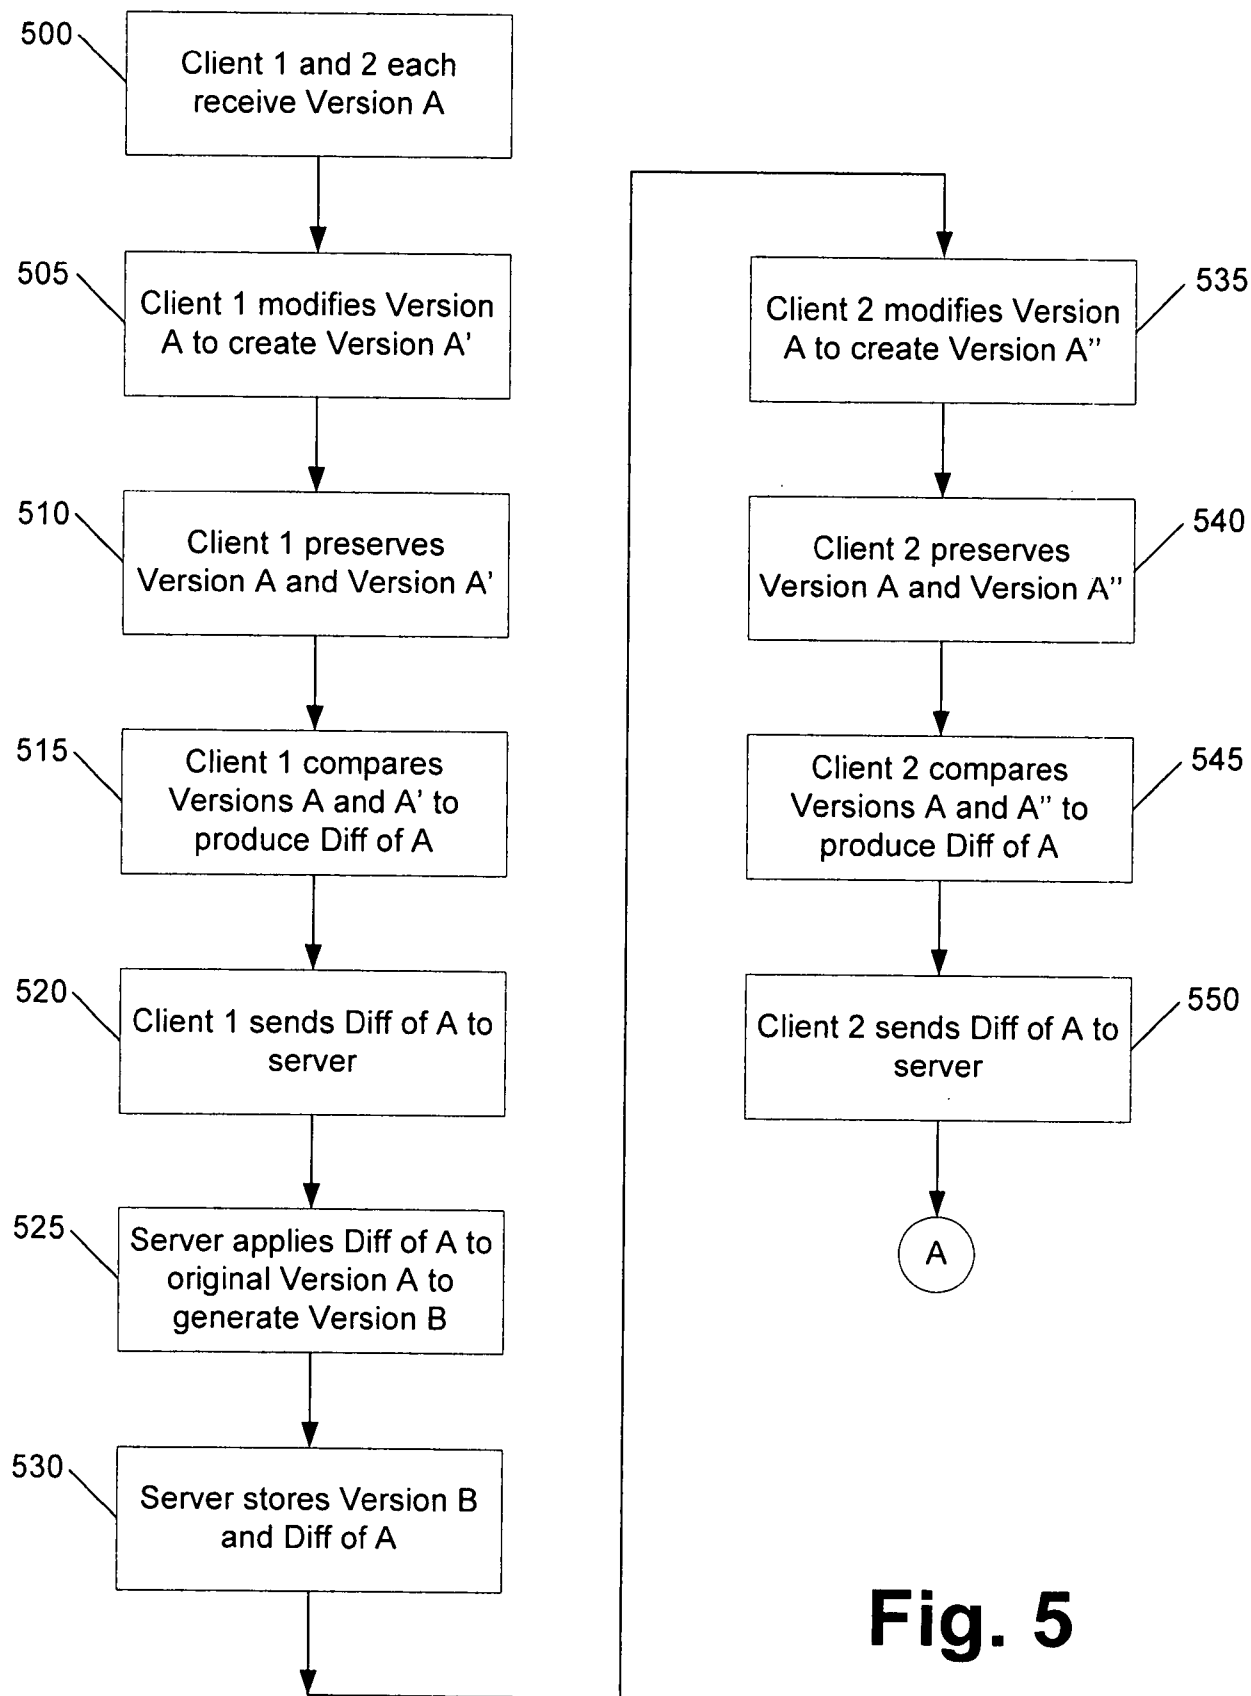 500
Client 1 and 2 each
receive Version A
505
Client 1 modifies Version
A to create Version A'
510
Client 1 preserves
Version A and Version A'
515
Client 1 compares
Versions A and A' to
produce Diff of A
520
Client 1 sends Diff of A to
server
525
Server applies Diff of A to
original Version A to
generate Version B
530
Server stores Version B
and Diff of A
535
Client 2 modifies Version
A to create Version A"
540
Client 2 preserves
Version A and Version A"
545
Client 2 compares
Versions A and A" to
produce Diff of A
550
Client 2 sends Diff of A to
server
A
Fig. 5